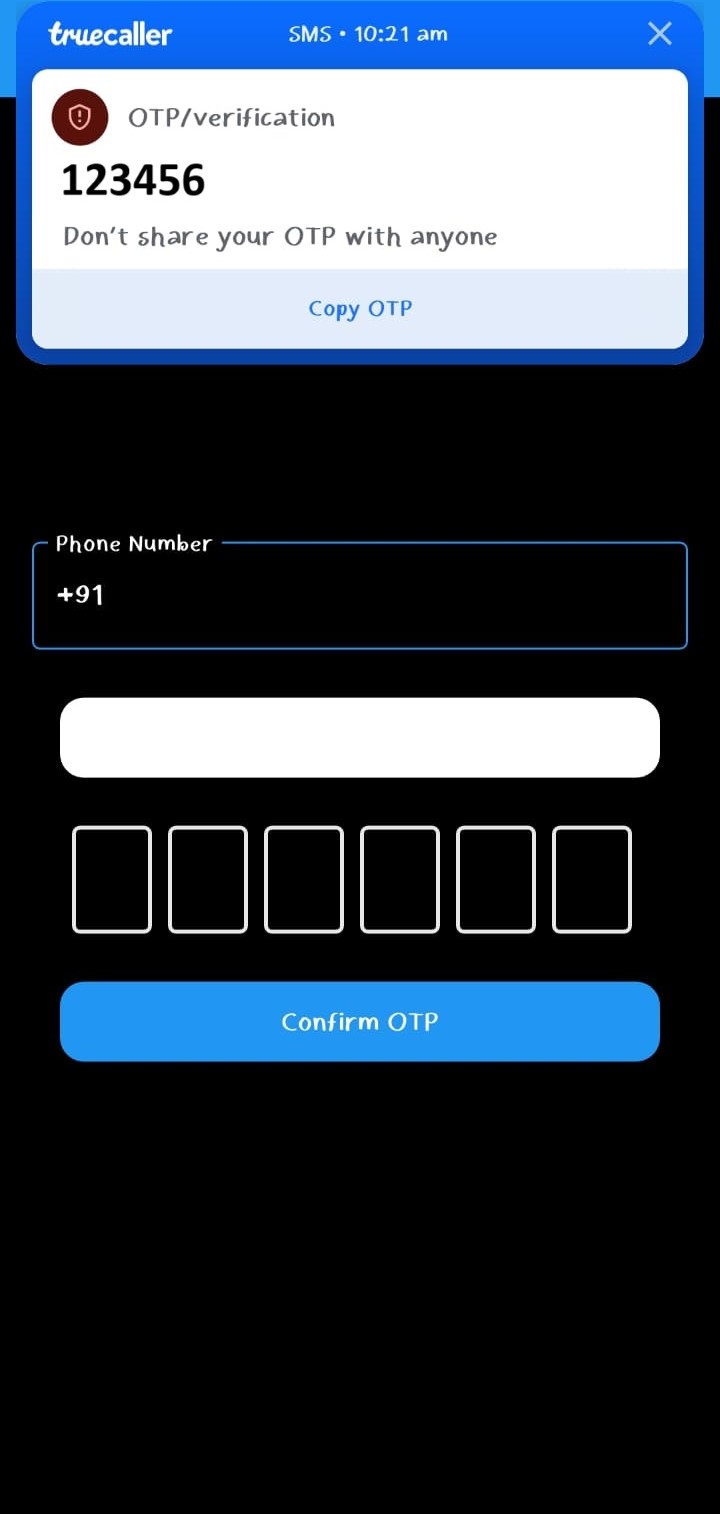 truecaller SMS • 10:21 am
OTP/verification
123456
Don't share your OTP with anyone
Copy OTP
Phone Number
+91
Confirm OTP